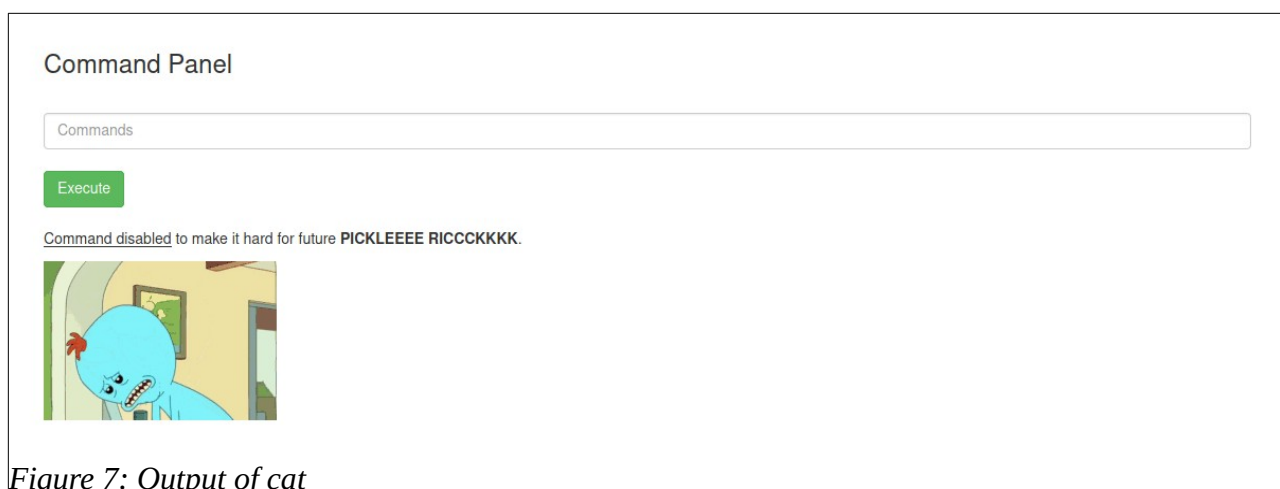 Command Panel
Commands
Execute
Command disabled to make it hard for future PICKLEEEE RICCCKKKK.
Figure 7: Output of cat